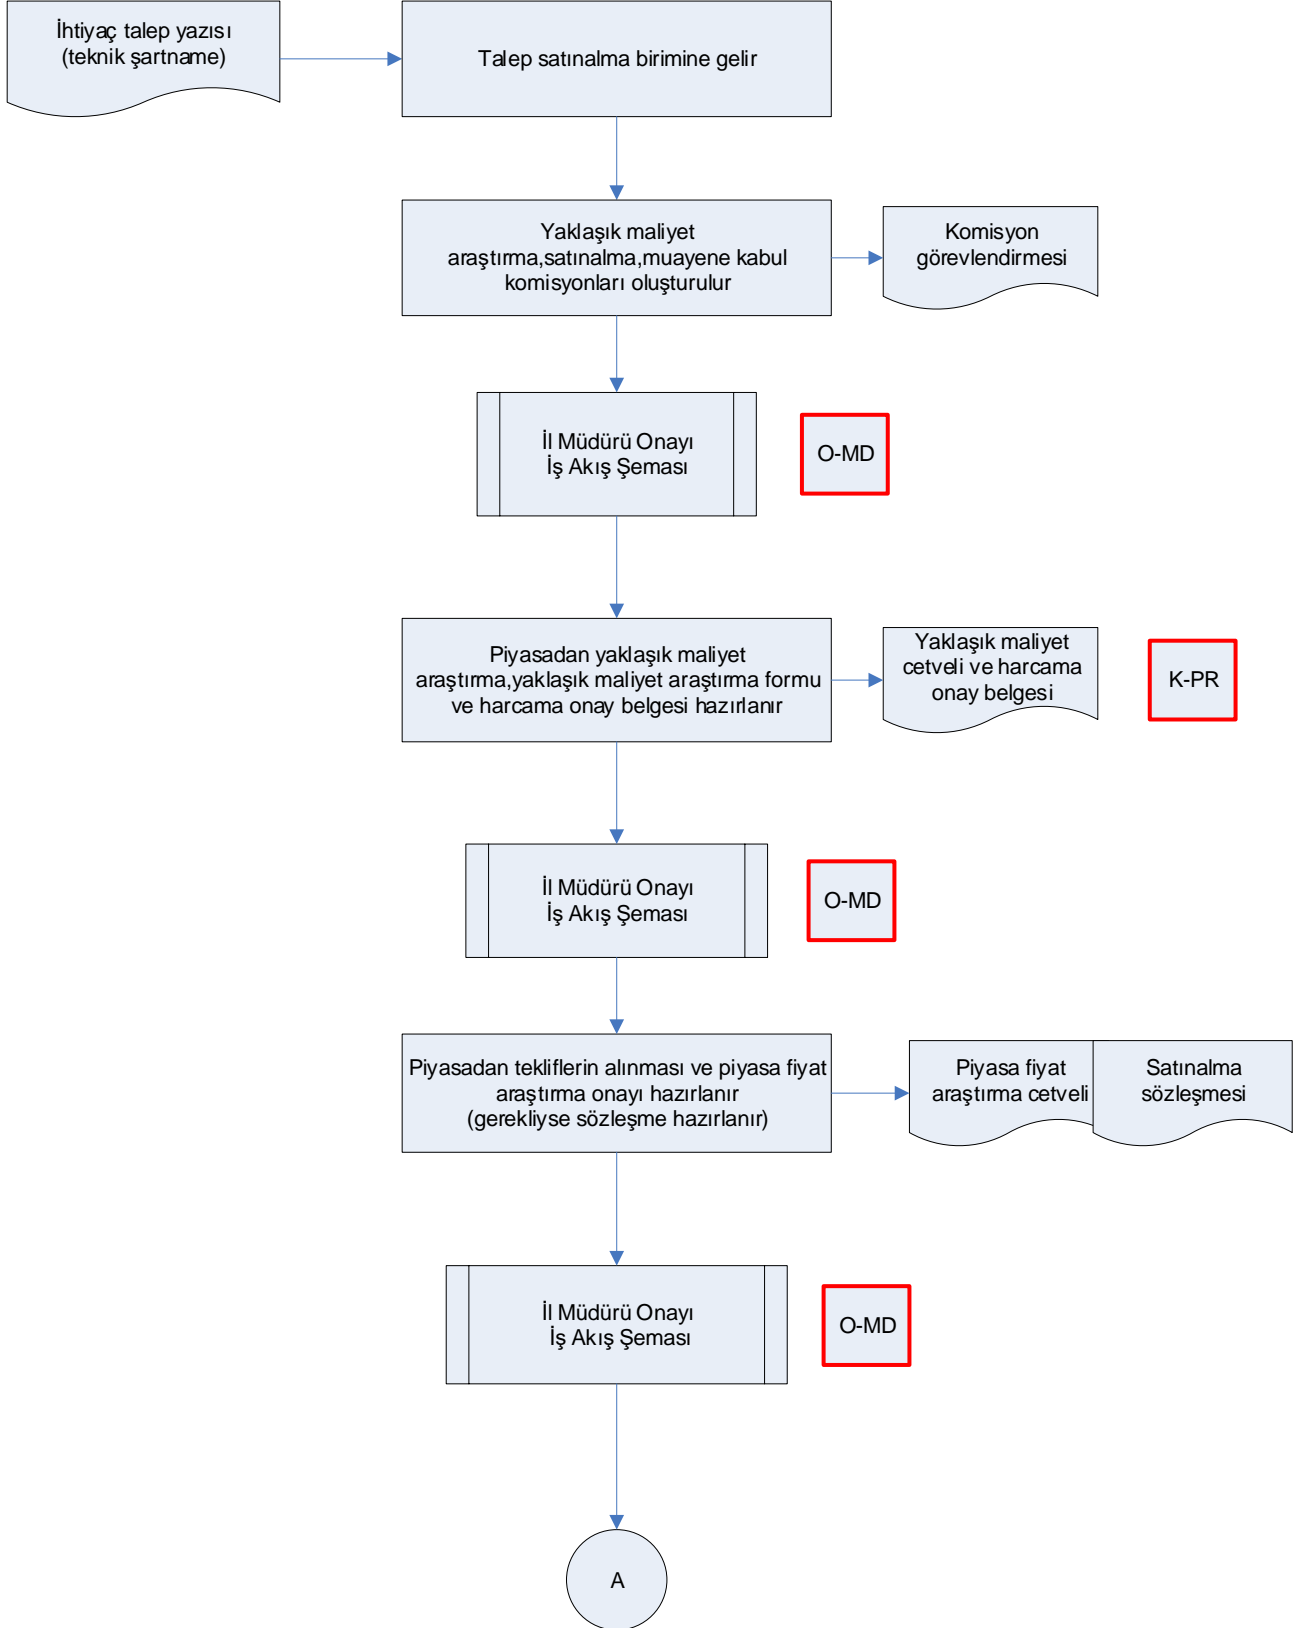 İhtiyaç talep yazısı
(teknik şartname)
Talep satınalma birimine gelir
Yaklaşık maliyet
araştırma,satınalma,muayene kabul
komisyonları oluşturulur
Komisyon
görevlendirmesi
İl Müdürü Onayı
İş Akış Şeması
O-MD
Piyasadan yaklaşık maliyet
araştırma,yaklaşık maliyet araştırma formu
ve harcama onay belgesi hazırlanır
Yaklaşık maliyet
cetveli ve harcama
onay belgesi
K-PR
İl Müdürü Onayı
İş Akış Şeması
O-MD
Piyasadan tekliflerin alınması ve piyasa fiyat
araştırma onayı hazırlanır
(gerekliyse sözleşme hazırlanır)
Piyasa fiyat
araştırma cetveli
Satınalma
sözleşmesi
İl Müdürü Onayı
İş Akış Şeması
O-MD
A